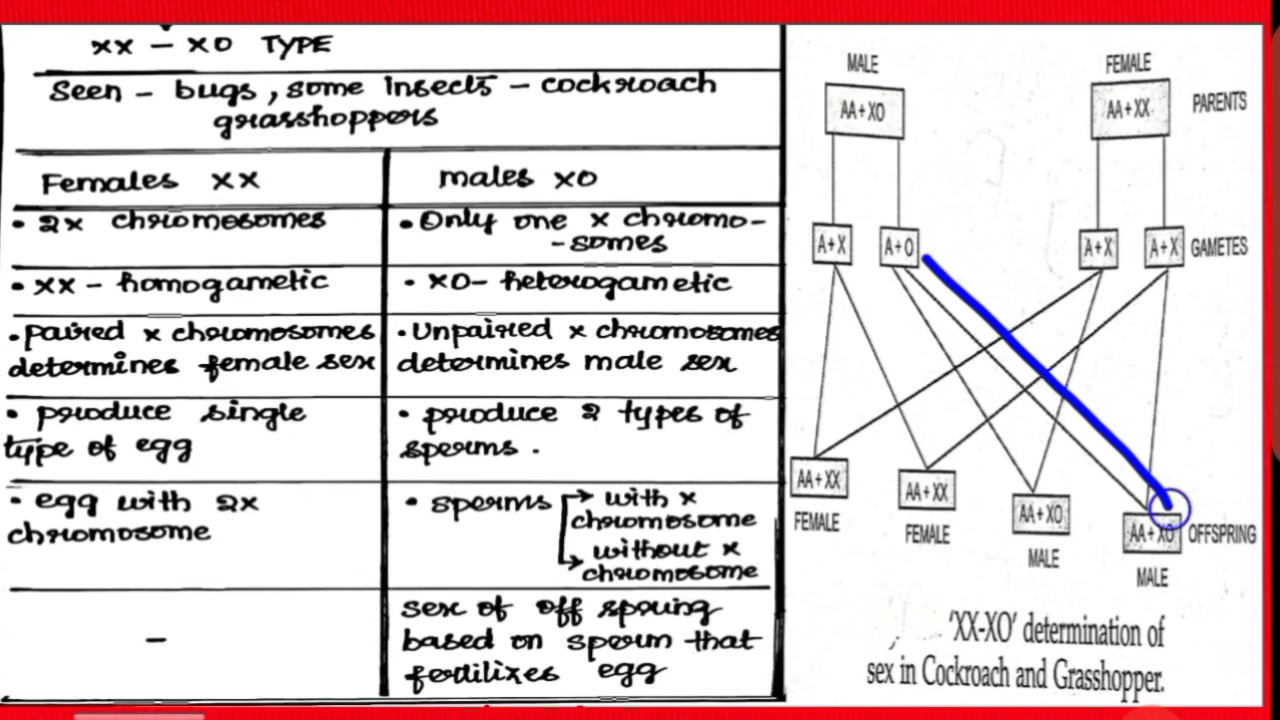 XX - XO TYPE
Seen - bugs, some insects - cockroach
grasshoppers
Females XX
males XO
• 2X chromosomes
• Only one X chromo-
-somes
• XX - homogametic
• XO - heterogametic
• paired X chromosomes
determines female sex
• Unpaired X chromosomes
determines male sex
• produce single
type of egg
• produce 2 types of
sperms .
• egg with 2X
chromosome
• sperms → with X
chromosome
→ without X
chromosome
-
sex of off spring
based on sperm that
fertilizes egg
MALE FEMALE
AA + XO AA + XX PARENTS
A + X A + O A + X A + X GAMETES
AA + XX AA + XX AA + XO AA + XO OFFSPRING
FEMALE FEMALE MALE MALE
'XX-XO' determination of
sex in Cockroach and Grasshopper.